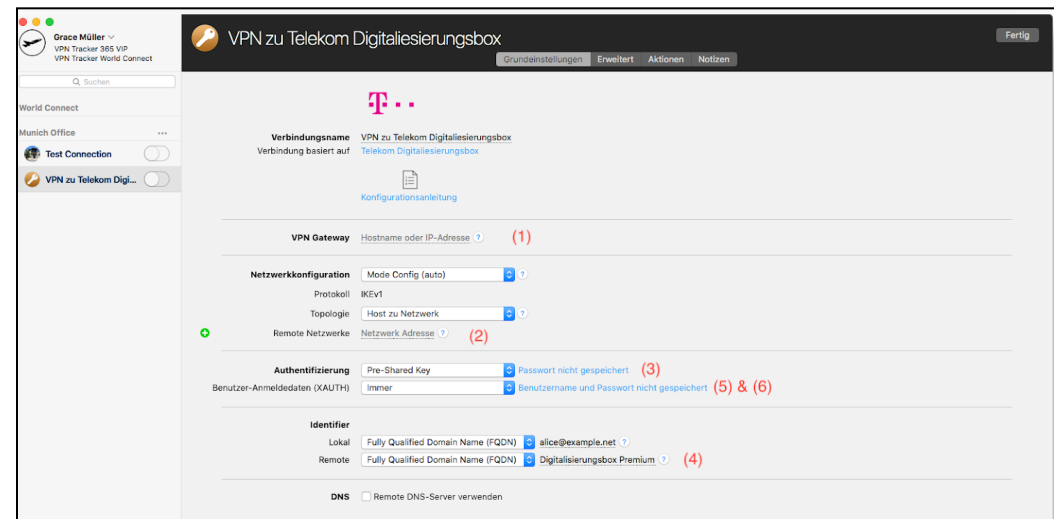 Grace Müller
VPN Tracker 365 VIP
VPN Tracker World Connect
Suchen
World Connect
Munich Office ...
Test Connection
VPN zu Telekom Digi...
VPN zu Telekom Digitaliesierungsbox
Fertig
Grundeinstellungen Erweitert Aktionen Notizen
T
Verbindungsname VPN zu Telekom Digitaliesierungsbox
Verbindung basiert auf Telekom Digitaliesierungsbox
Konfigurationsanleitung
VPN Gateway Hostname oder IP-Adresse ? (1)
Netzwerkkonfiguration Mode Config (auto) ?
Protokoll IKEv1
Topologie Host zu Netzwerk ?
Remote Netzwerke Netzwerk Adresse ? (2)
Authentifizierung Pre-Shared Key Passwort nicht gespeichert (3)
Benutzer-Anmeldedaten (XAUTH) Immer Benutzername und Passwort nicht gespeichert (5) & (6)
Identifier
Lokal Fully Qualified Domain Name (FQDN) alice@example.net ?
Remote Fully Qualified Domain Name (FQDN) Digitalisierungsbox Premium ? (4)
DNS Remote DNS-Server verwenden